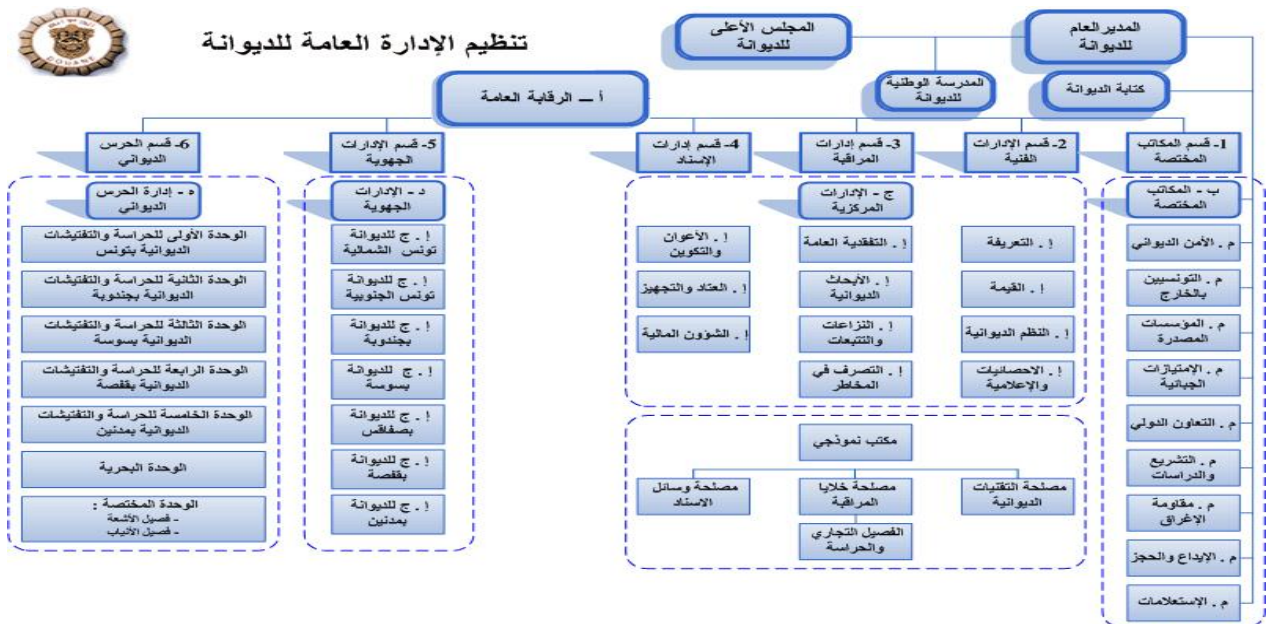 تنظيم الإدارة العامة للديوانة
DOUANE
المدير العام
للديوانة
المجلس الأعلى
للديوانة
كتابة الديوانة
المدرسة الوطنية
للديوانة
أ – الرقابة العامة
1- قسم المكاتب
المختصة
2- قسم الإدارات
الفنية
3- قسم إدارات
المراقبة
4- قسم إدارات
الإسناد
5- قسم الإدارات
الجهوية
6- قسم الحرس
الديواني
ب - المكاتب
المختصة
م . الأمن الديواني
م . التونسيين
بالخارج
م . المؤسسات
المصدرة
م . الإمتيازات
الجبائية
م . التعاون الدولي
م . التشريع
والدراسات
م . مقاومة
الإغراق
م . الإيداع والحجز
م . الإستعلامات
ج - الإدارات
المركزية
إ . التعريفة
إ . القيمة
إ . النظم الديوانية
إ . الاحصائيات
والإعلامية
إ . التفقدية العامة
إ . الأبحاث
الديوانية
إ . النزاعات
والتتبعات
إ . التصرف في
المخاطر
إ . الأعوان
والتكوين
إ . العتاد والتجهيز
إ . الشؤون المالية
مكتب نموذجي
مصلحة التقنيات
الديوانية
مصلحة خلايا
المراقبة
مصلحة وسائل
الاسناد
الفصيل التجاري
والحراسة
د - الإدارات
الجهوية
إ . ج للديوانة
تونس الشمالية
إ . ج للديوانة
تونس الجنوبية
إ . ج للديوانة
بجندوبة
إ . ج للديوانة
بسوسة
إ . ج للديوانة
بصفاقس
إ . ج للديوانة
بقفصة
إ . ج للديوانة
بمدنين
ه - إدارة الحرس
الديواني
الوحدة الأولى للحراسة والتفتيشات
الديوانية بتونس
الوحدة الثانية للحراسة والتفتيشات
الديوانية بجندوبة
الوحدة الثالثة للحراسة والتفتيشات
الديوانية بسوسة
الوحدة الرابعة للحراسة والتفتيشات
الديوانية بقفصة
الوحدة الخامسة للحراسة والتفتيشات
الديوانية بمدنين
الوحدة البحرية
الوحدة المختصة :
- فصيل الأشعة
- فصيل الأنياب